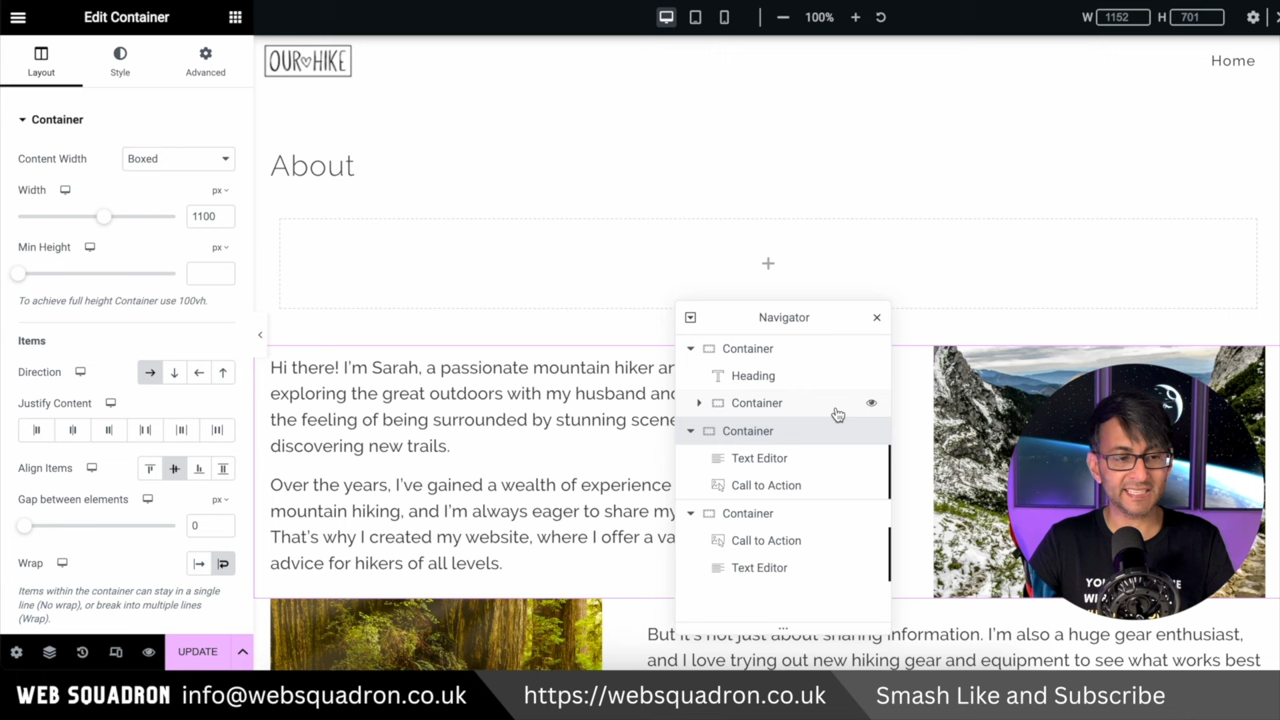 Edit Container
100%
W 1152 H 701
Layout
Style
Advanced
OUR HIKE
Home
Container
Content Width
Boxed
Width
px
1100
Min Height
px
To achieve full height Container use 100vh.
Items
Direction
Justify Content
Align Items
Gap between elements
px
0
Wrap
Items within the container can stay in a single
line (No wrap), or break into multiple lines
(Wrap).
UPDATE
About
Hi there! I'm Sarah, a passionate mountain hiker
exploring the great outdoors with my husband and
the feeling of being surrounded by stunning
discovering new trails.
Over the years, I've gained a wealth of experience
mountain hiking, and I'm always eager to share my
That's why I created my website, where I offer a
advice for hikers of all levels.
Navigator
Container
Heading
Container
Container
Text Editor
Call to Action
Container
Call to Action
Text Editor
But it's not just about sharing information. I'm also a huge gear enthusiast,
and I love trying out new hiking gear and equipment to see what works best
WEB SQUADRON info@websquadron.co.uk
https://websquadron.co.uk
Smash Like and Subscribe